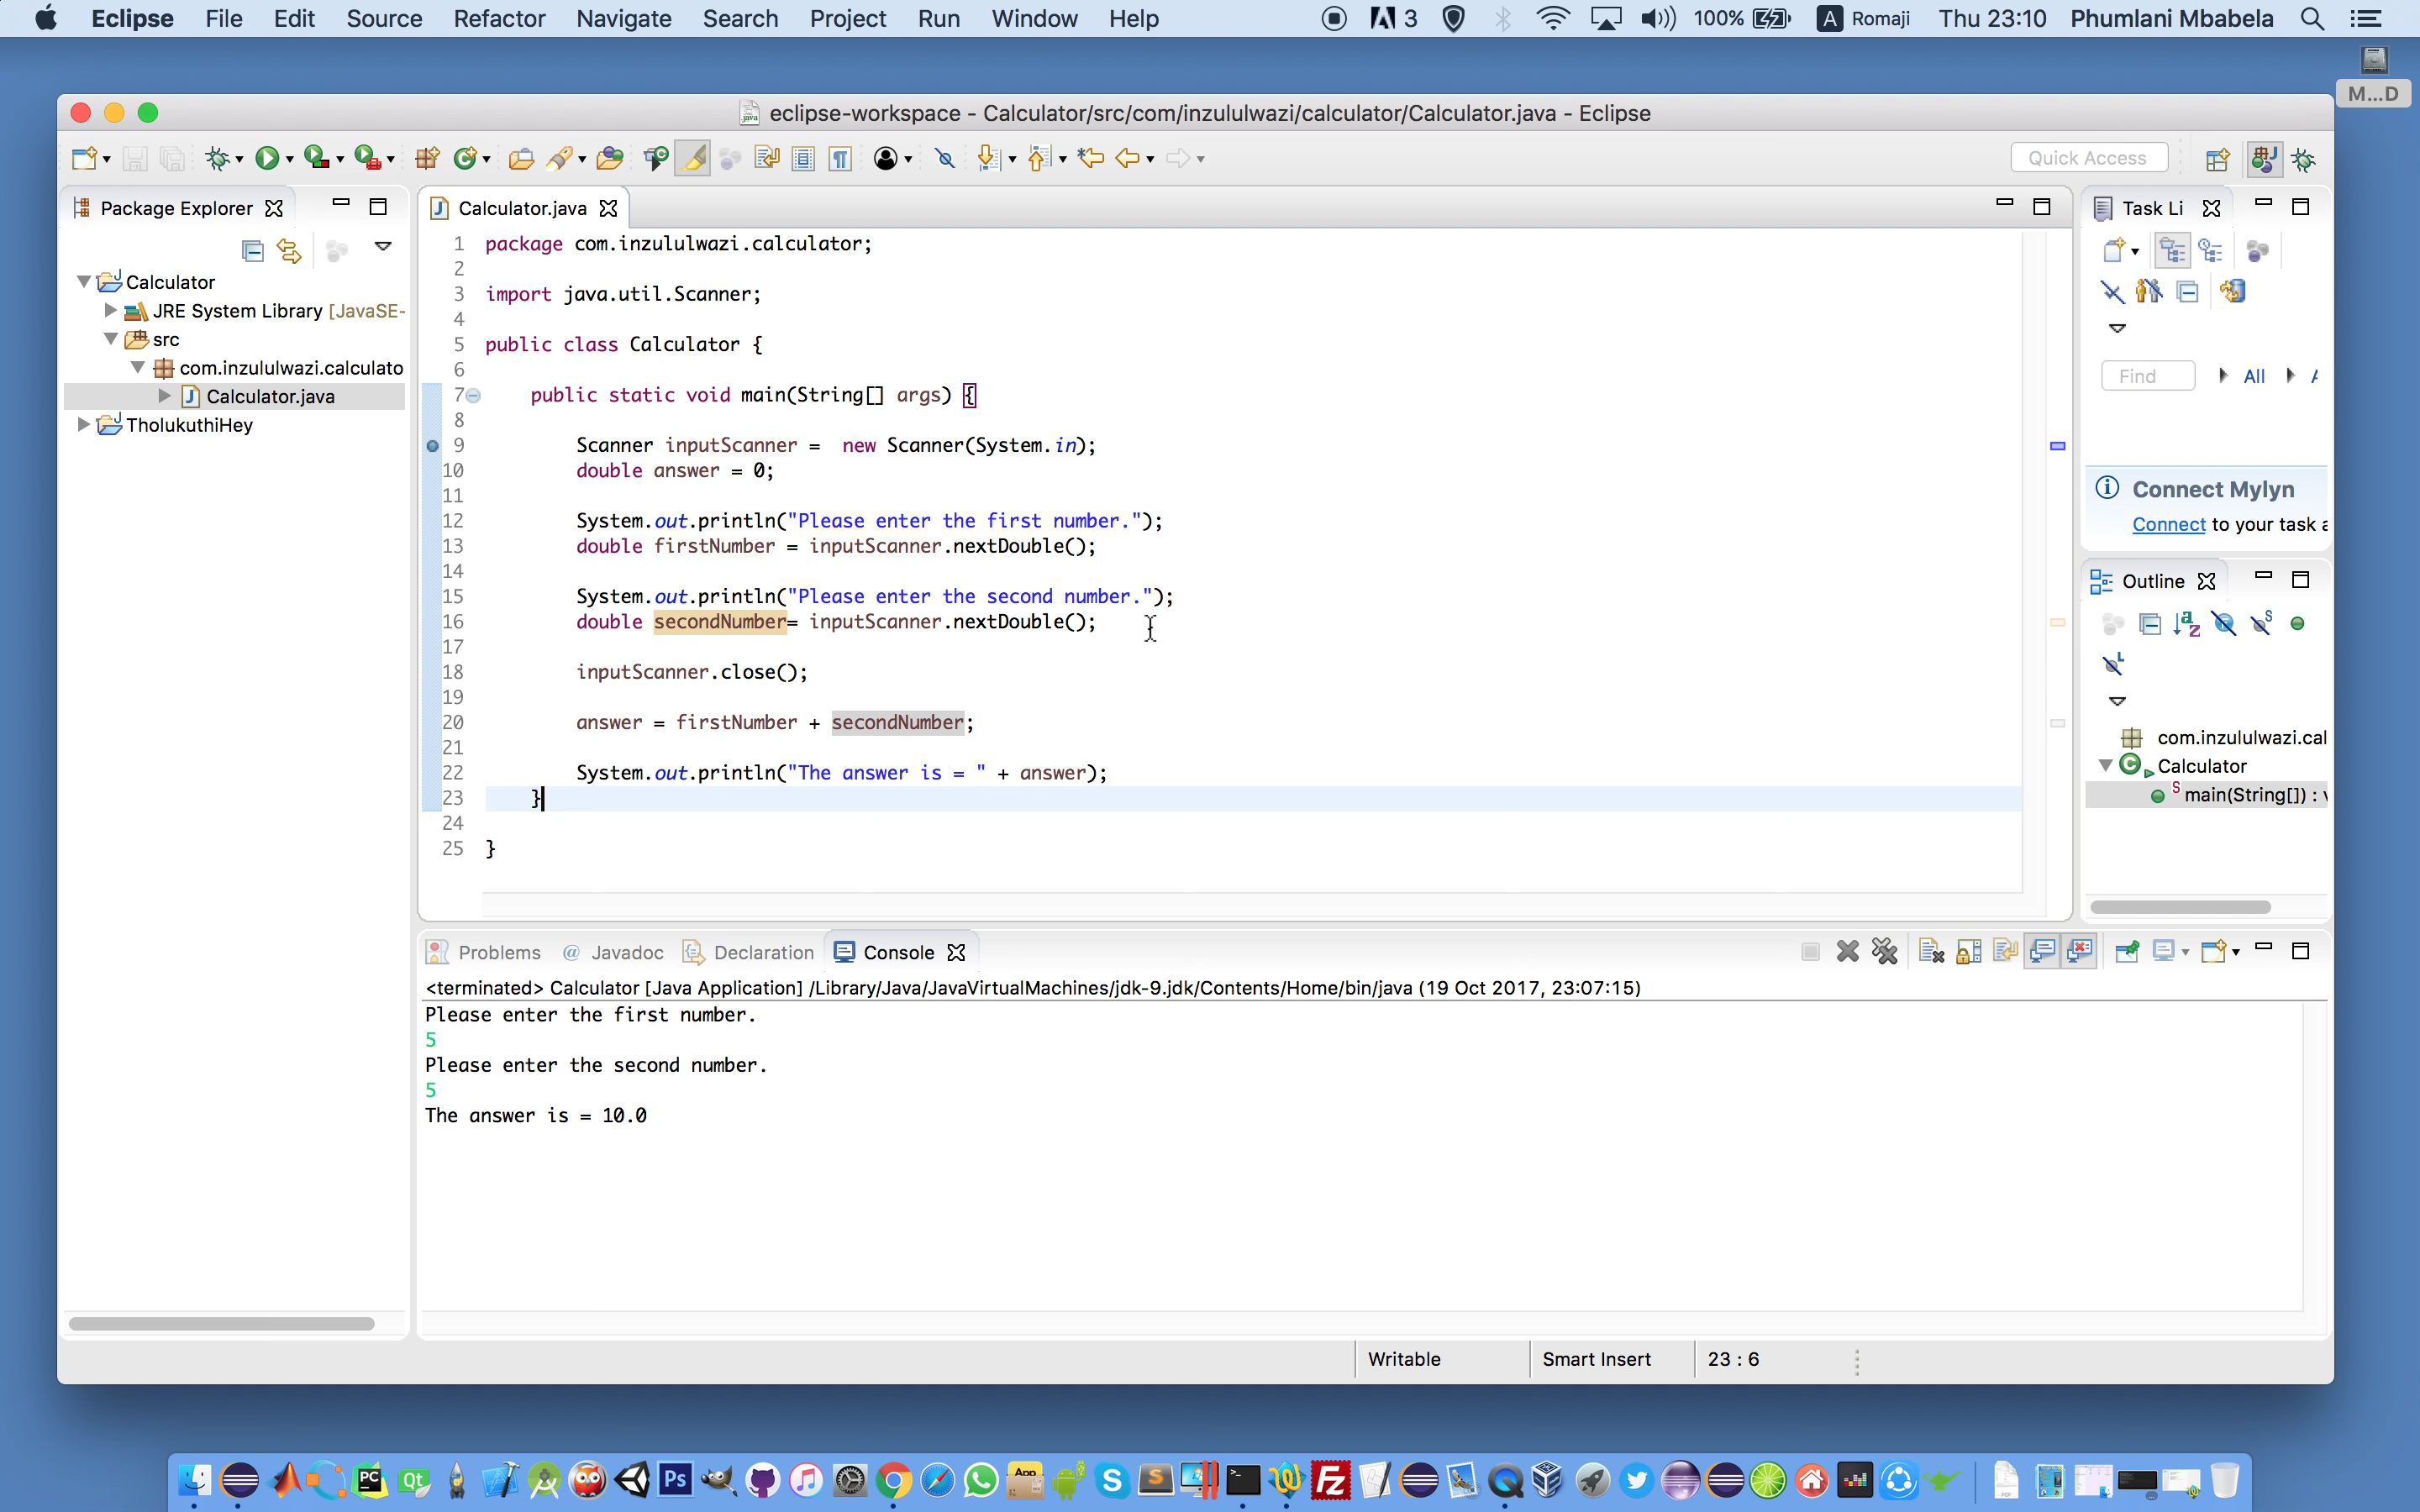 Eclipse File Edit Source Refactor Navigate Search Project Run Window Help 3 100% A Romaji Thu 23:10 Phumlani Mbabela
M...D
eclipse-workspace - Calculator/src/com/inzululwazi/calculator/Calculator.java - Eclipse
Quick Access
Package Explorer
Calculator
JRE System Library [JavaSE-
src
com.inzululwazi.calculato
Calculator.java
TholukuthiHey
Calculator.java
1 package com.inzululwazi.calculator;
2
3 import java.util.Scanner;
4
5 public class Calculator {
6
7 public static void main(String[] args) {
8
9 Scanner inputScanner = new Scanner(System.in);
10 double answer = 0;
11
12 System.out.println("Please enter the first number.");
13 double firstNumber = inputScanner.nextDouble();
14
15 System.out.println("Please enter the second number.");
16 double secondNumber= inputScanner.nextDouble();
17
18 inputScanner.close();
19
20 answer = firstNumber + secondNumber;
21
22 System.out.println("The answer is = " + answer);
23 }
24
25 }
Task Li
Find All
Connect Mylyn
Connect to your task a
Outline
com.inzululwazi.cal
Calculator
main(String[]) : v
Problems Javadoc Declaration Console
<terminated> Calculator [Java Application] /Library/Java/JavaVirtualMachines/jdk-9.jdk/Contents/Home/bin/java (19 Oct 2017, 23:07:15)
Please enter the first number.
5
Please enter the second number.
5
The answer is = 10.0
Writable Smart Insert 23 : 6
PC Qt Ps App S S Fz